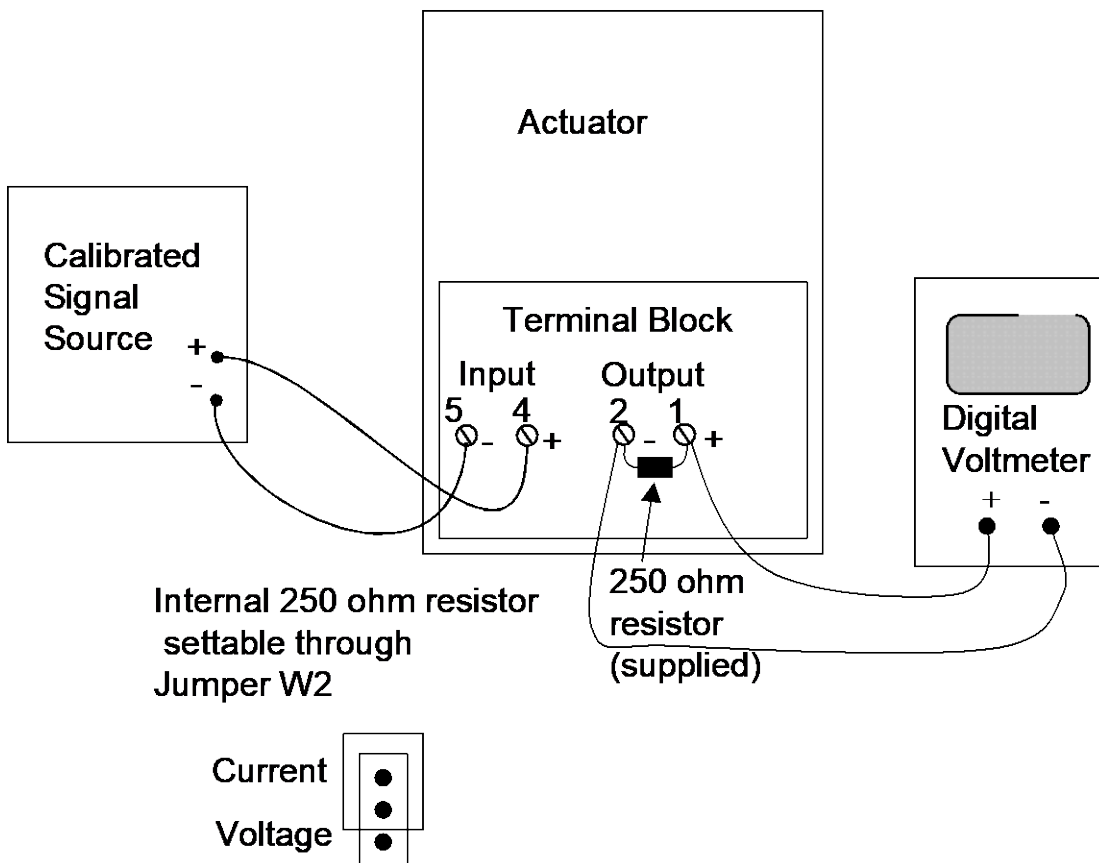 Actuator
Calibrated
Signal
Source
+
-
Terminal Block
Input
Output
5
4
2
1
-
+
-
+
Digital
Voltmeter
+
-
Internal 250 ohm resistor
settable through
Jumper W2
250 ohm
resistor
(supplied)
Current
Voltage